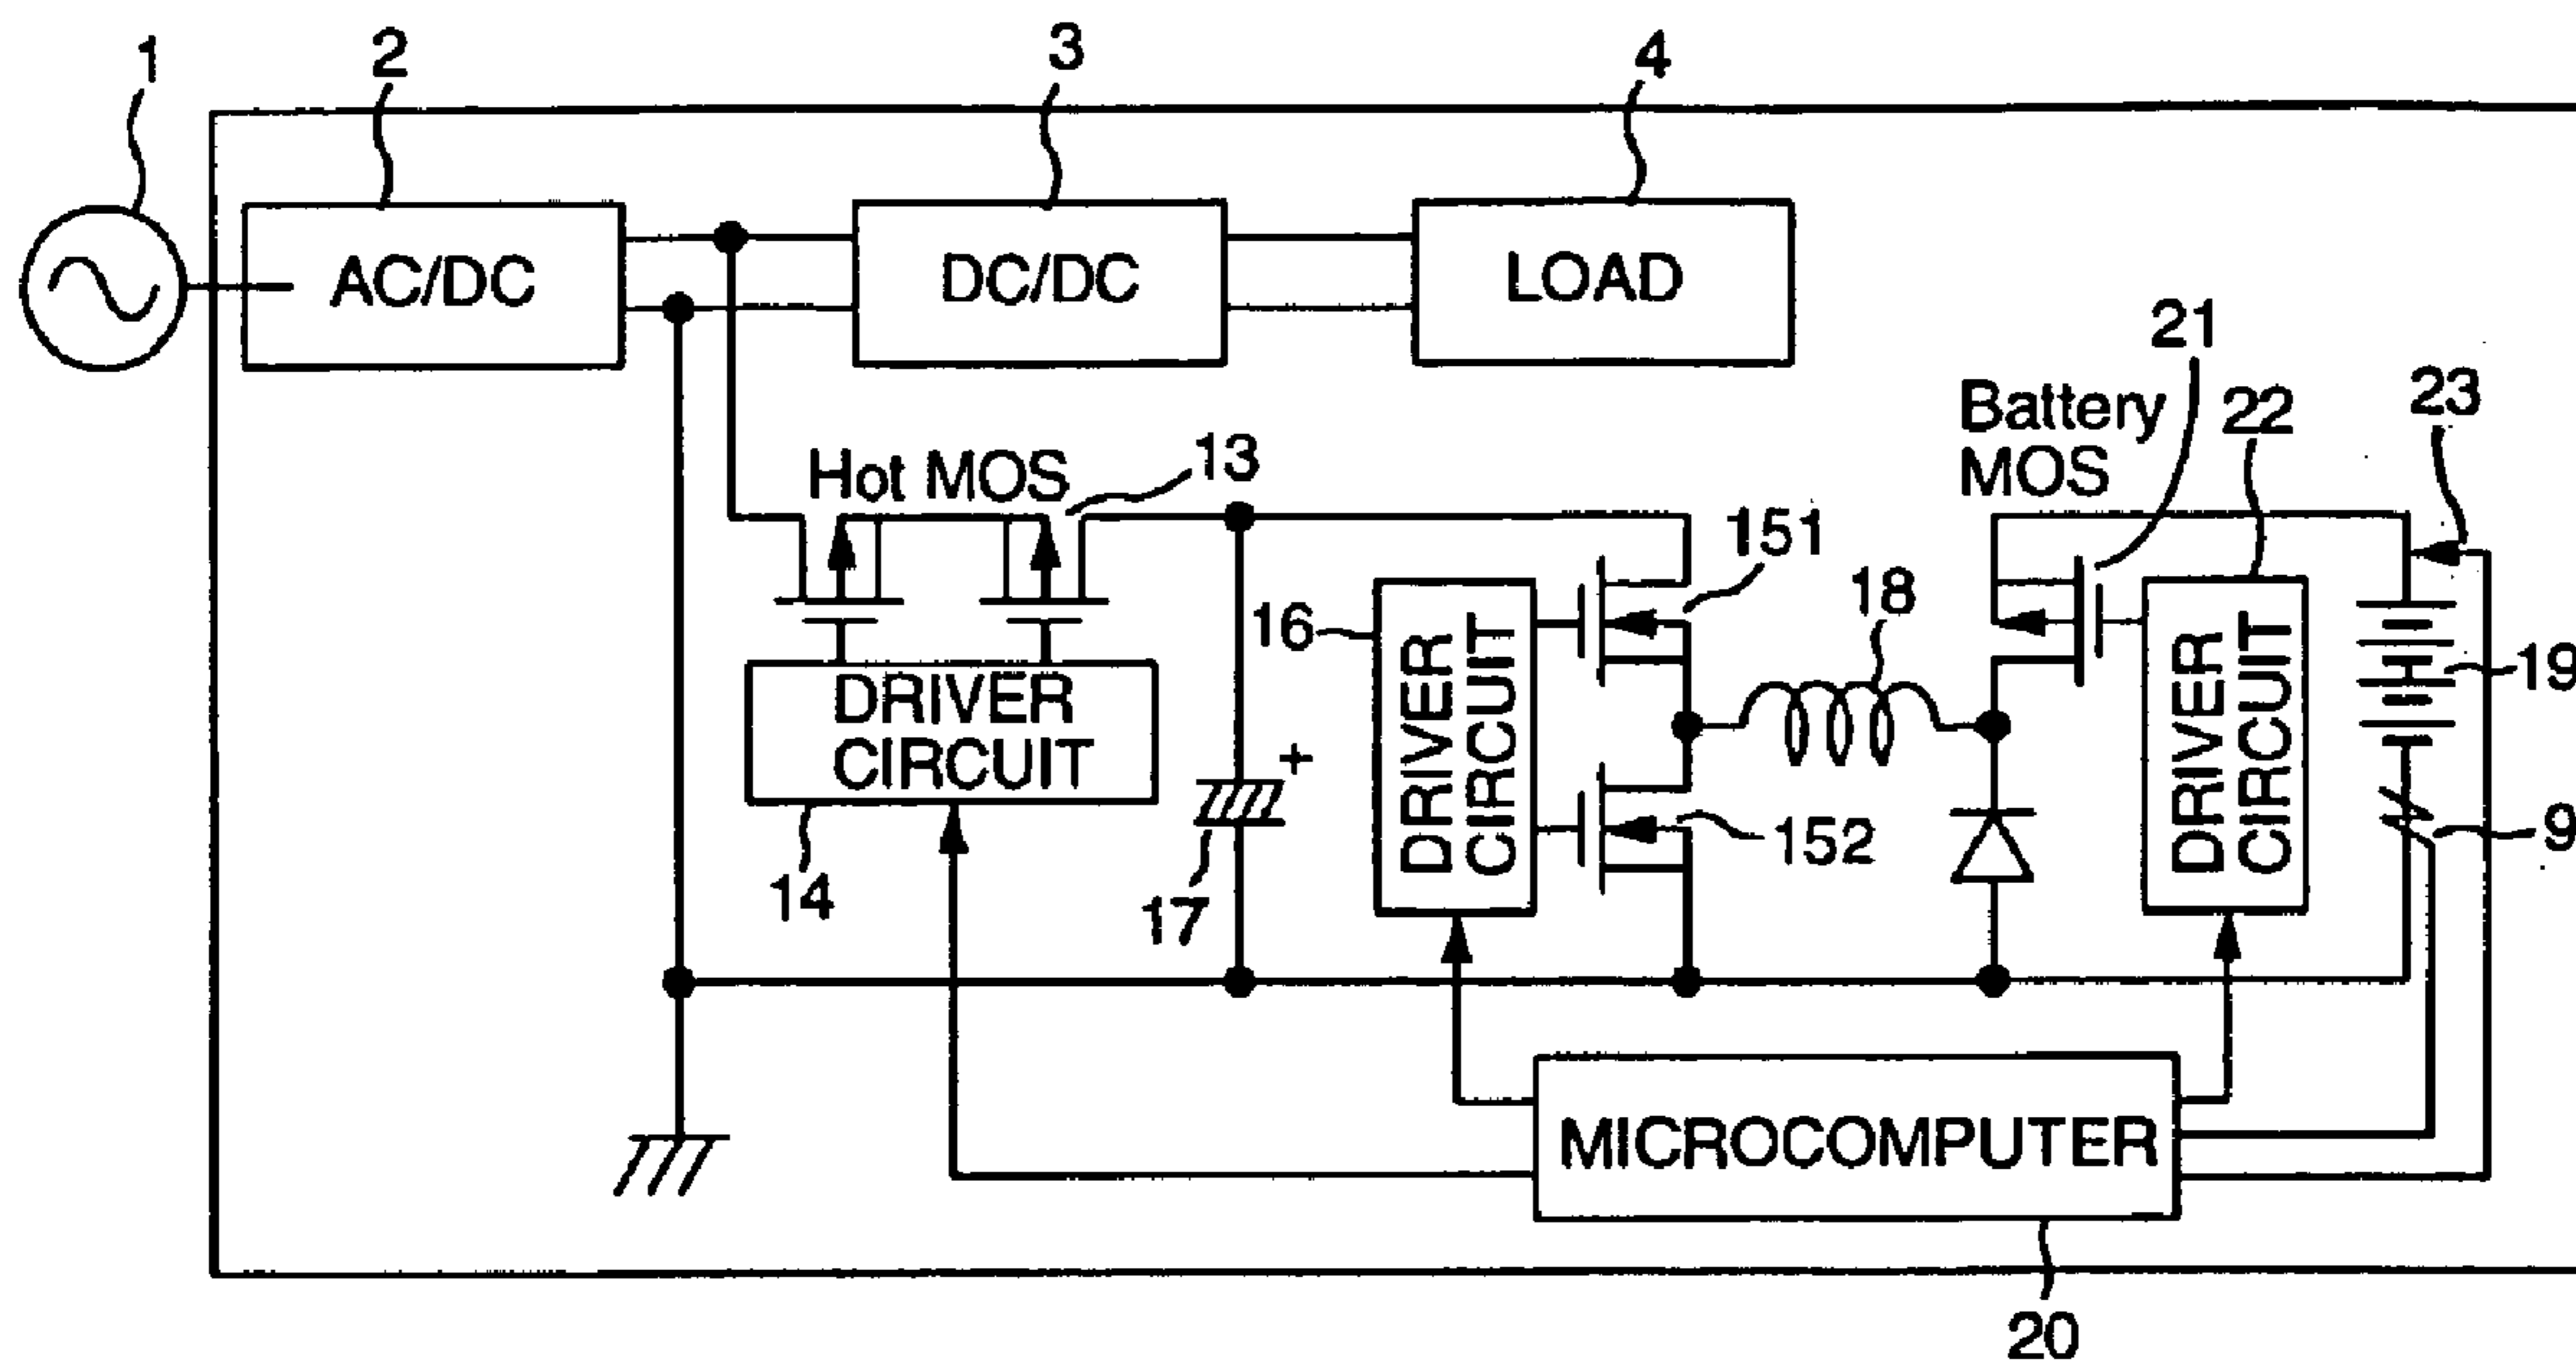 1
2
3
4
AC/DC
DC/DC
LOAD
21
Battery
MOS
22
23
Hot MOS
13
151
18
16
DRIVER
CIRCUIT
DRIVER
CIRCUIT
DRIVER
CIRCUIT
19
+
152
9
14
17
MICROCOMPUTER
20